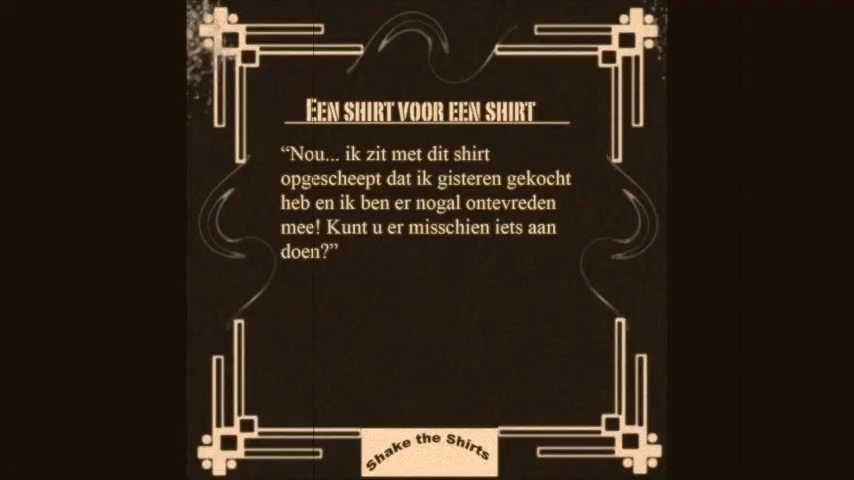 Een shirt voor een shirt
“Nou... ik zit met dit shirt
opgescheept dat ik gisteren gekocht
heb en ik ben er nogal ontevreden
mee! Kunt u er misschien iets aan
doen?”
Shake the Shirts